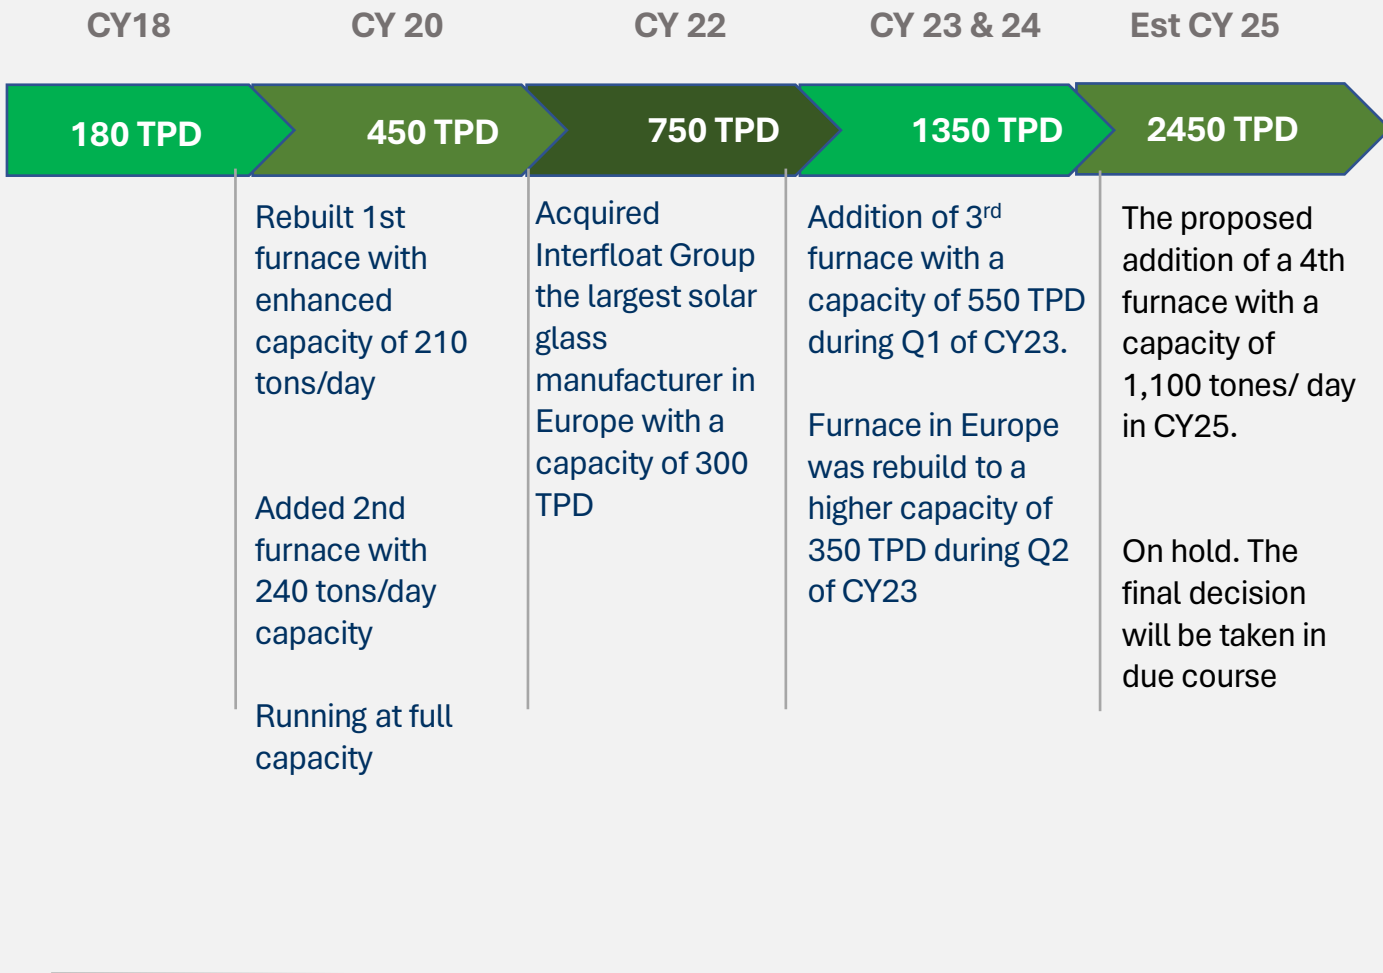 CY18
CY 20
CY 22
CY 23 & 24
Est CY 25
180 TPD
450 TPD
750 TPD
1350 TPD
2450 TPD
Rebuilt 1st
furnace with
enhanced
capacity of 210
tons/day
Added 2nd
furnace with
240 tons/day
capacity
Running at full
capacity
Acquired
Interfloat Group
the largest solar
glass
manufacturer in
Europe with a
capacity of 300
TPD
Addition of 3rd
furnace with a
capacity of 550 TPD
during Q1 of CY23.
Furnace in Europe
was rebuild to a
higher capacity of
350 TPD during Q2
of CY23
The proposed
addition of a 4th
furnace with a
capacity of
1,100 tones/ day
in CY25.
On hold. The
final decision
will be taken in
due course